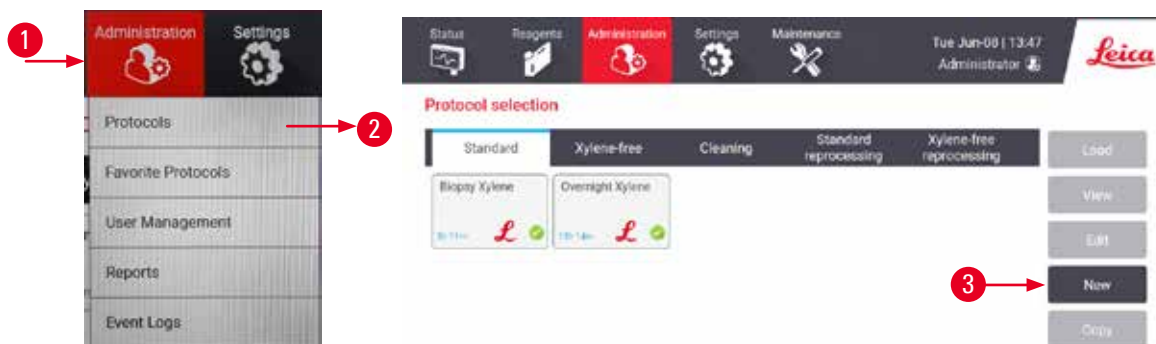 1
Administration Settings
2
Protocols
Favorite Protocols
User Management
Reports
Event Logs
Status Reagents Administration Settings Maintenance
Tue Jun-08 | 13:47
Administrator
Leica
Protocol selection
Standard Xylene-free Cleaning Standard reprocessing Xylene-free reprocessing
Load
View
Edit
3
New
Copy
Biopsy Xylene Overnight Xylene